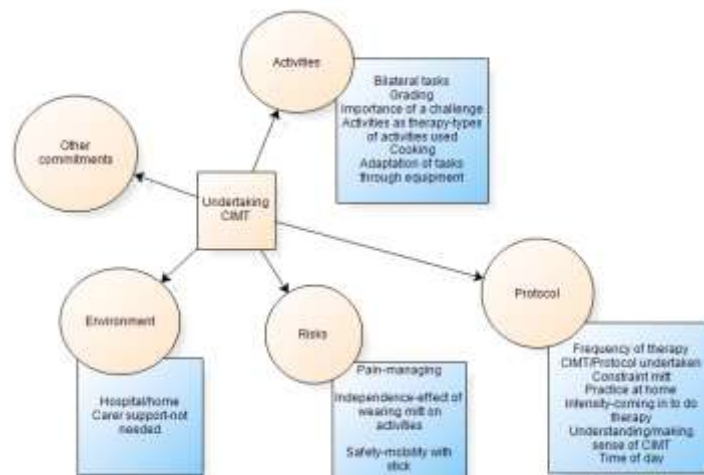 Activities
Bilateral tasks
Grading
Importance of a challenge
Activities as therapy-types
of activities used
Cooking
Adaptation of tasks
through equipment
Other
commitments
Undertaking
CIMT
Environment
Hospital/home
Carer support-not
needed
Risks
Pain-managing
Independence-effect of
wearing mitt on
activities
Safety-mobility with
stick
Protocol
Frequency of therapy
CIMT/Protocol undertaken
Constraint mitt
Practice at home
Intensity-coming in to do
therapy
Understanding/making
sense of CIMT
Time of day